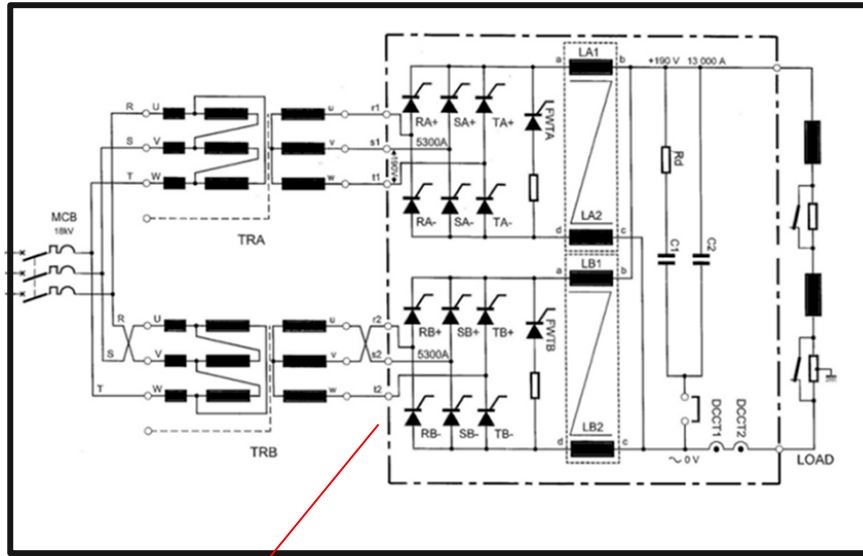 LA1
a
b
+190 V 13 000 A
R
U
u
r1
RA+
SA+
TA+
FWTA
S
V
v
s1
5300A
190V
Rd
T
W
w
t1
MCB
18kV
RA-
SA-
TA-
LA2
d
c
TRA
C1
C2
LB1
a
b
R
U
u
r2
RB+
SB+
TB+
FWTB
S
V
v
s2
5300A
T
W
w
t2
RB-
SB-
TB-
LB2
d
c
DCCT1
DCCT2
TRB
~ 0 V
LOAD